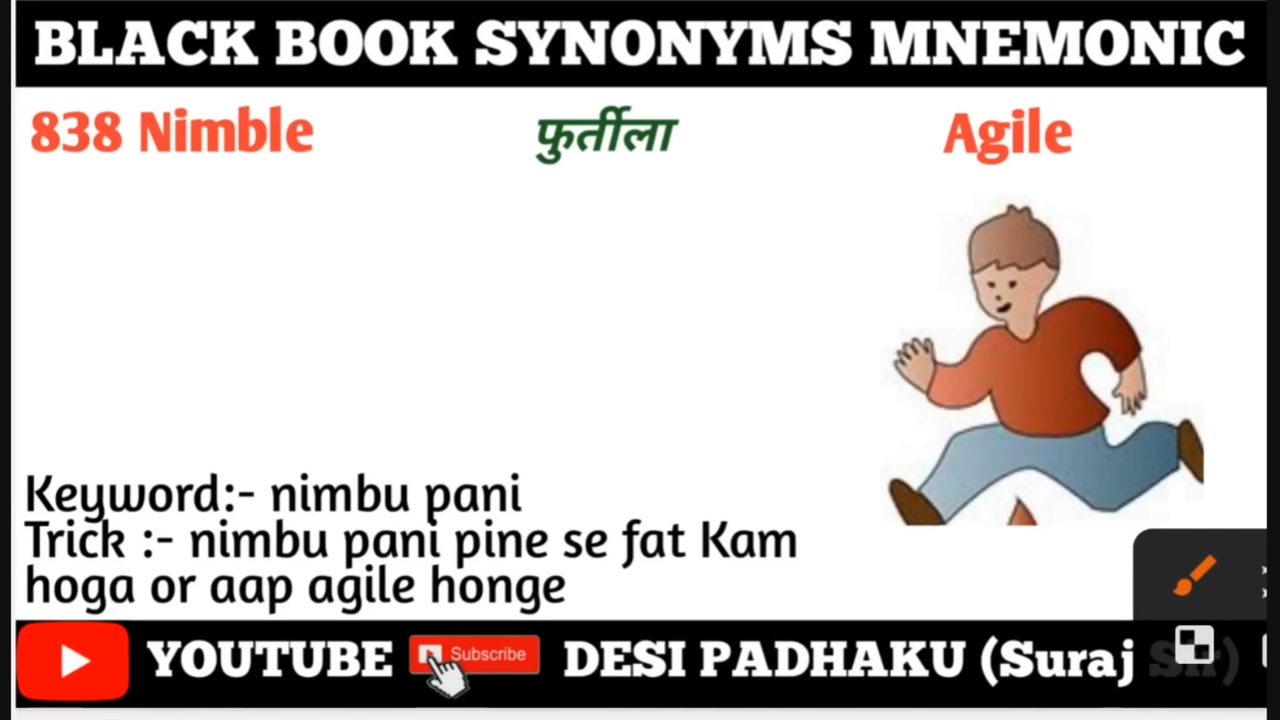 BLACK BOOK SYNONYMS MNEMONIC
838 Nimble फुर्तीला Agile
Keyword:- nimbu pani
Trick :- nimbu pani pine se fat Kam
hoga or aap agile honge
YOUTUBE Subscribe DESI PADHAKU (Suraj Sir)